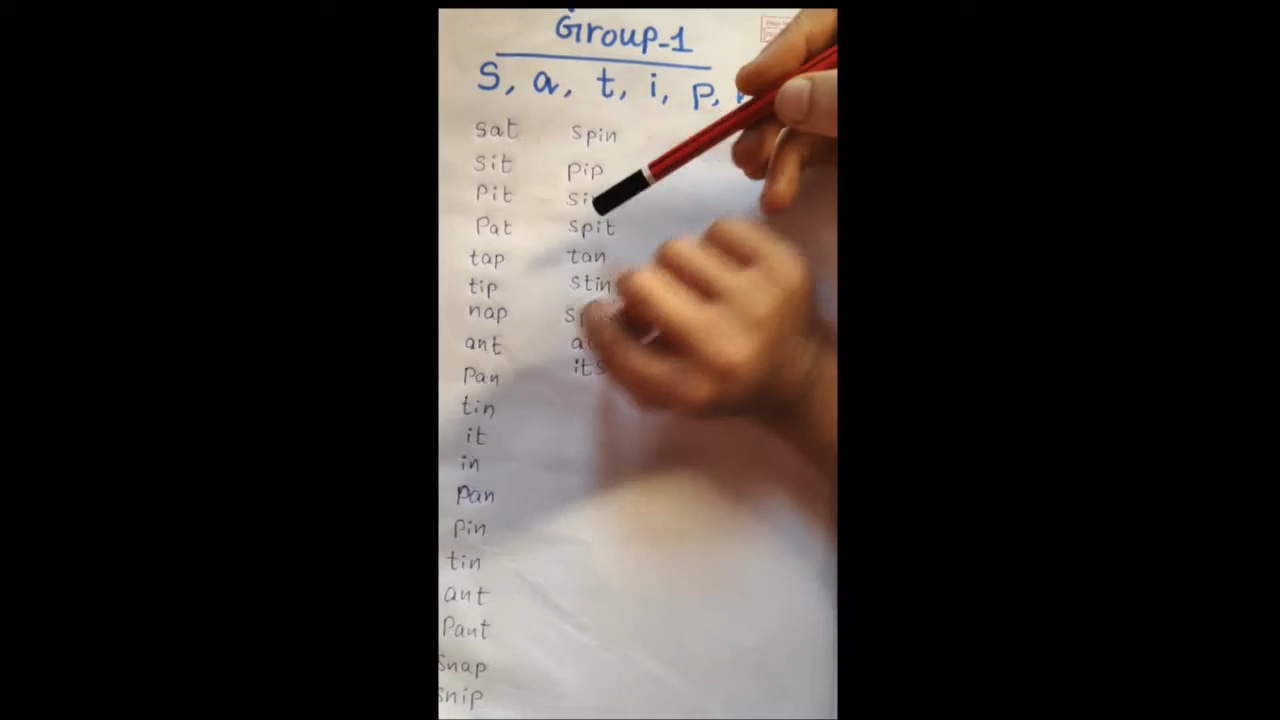 Group-1
S, a, t, i, p,
sat
sit
Pit
Pat
tap
tip
nap
ant
Pan
tin
it
in
Pan
Pin
tin
ant
Pant
Snap
Snip
Spin
pip
spit
tan